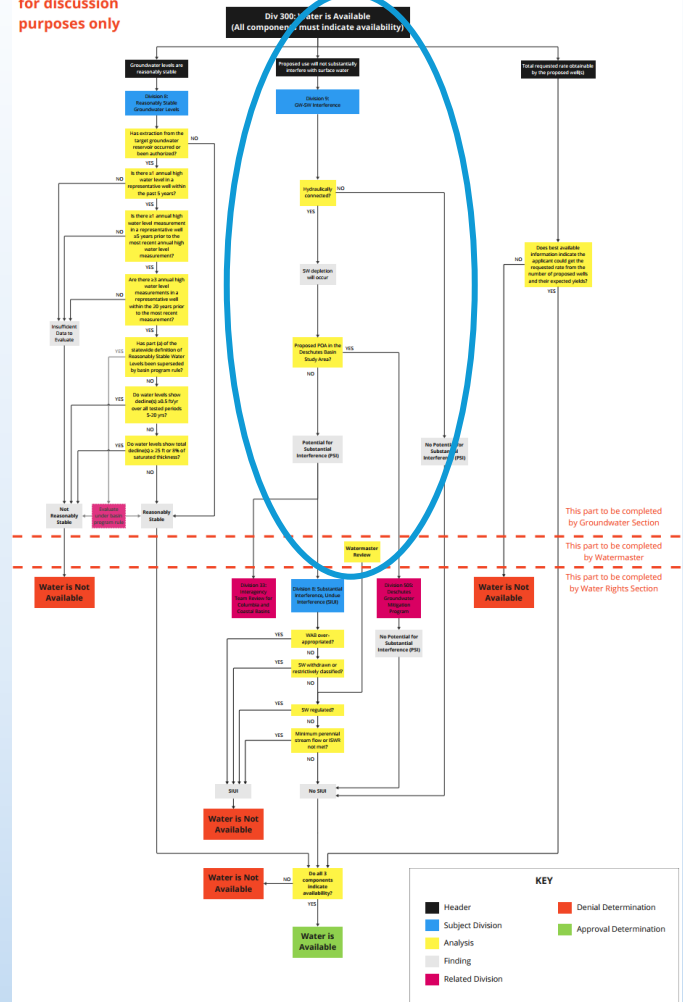 for discussion
purposes only
Div 300: Water is Available
(All components must indicate availability)
Groundwater levels are
reasonably stable
Proposed use will not substantially
interfere with surface water
Total requested rate obtainable
by the proposed well(s)
Reasonably Stable
Groundwater Levels
Division 9:
GW-SW Interference
Has extraction from the
target groundwater
reservoir occurred or
been authorized?
NO
YES
Is there ≥1 annual high
water level in a
representative well within
the past 5 years?
NO
YES
Is there ≥1 annual high
water level measurement
in a representative well
≥5 years prior to the
most recent annual high
water level
measurement?
NO
YES
Are there ≥3 annual high
water level
measurements in a
representative well
within the 20 years prior
to the most recent
measurement?
NO
YES
Insufficient
Data to
Evaluate
Has part (a) of the
statewide definition of
Reasonably Stable Water
Levels been superseded
by basin program rule?
YES
NO
Do water levels show
decline(s) ≥0.5 ft/yr
over all tested periods
5-20 yrs?
YES
NO
Do water levels show total
decline(s) ≥ 25 ft or 8% of
saturated thickness?
YES
NO
Not
Reasonably
Stable
Evaluate
under basin
program rule
Reasonably
Stable
Hydraulically
connected?
NO
YES
SW depletion
will occur
Proposed POA in the
Deschutes Basin
Study Area?
YES
NO
Potential for
Substantial
Interference (PSI)
No Potential for
Substantial
Interference (PSI)
Does best available
information indicate the
applicant could get the
requested rate from the
number of proposed wells
and their expected yields?
NO
YES
This part to be completed
by Groundwater Section
Watermaster
Review
This part to be completed
by Watermaster
This part to be completed
by Water Rights Section
Water is Not
Available
Division 9: Substantial
Interference, Undue
Interference (SIUI)
Deschutes
Groundwater
Mitigation
Program
Water is Not
Available
No Potential for
Substantial
Interference (PSI)
WAS over-
appropriated?
YES
NO
SW withdrawn or
restrictively classified?
YES
NO
SW regulated?
YES
NO
Minimum perennial
stream flow or ISWR
not met?
YES
NO
SIUI
No SIUI
Water is Not
Available
Do all 3
components
indicate
availability?
NO
Water is Not
Available
YES
Water is
Available
KEY
Header
Subject Division
Analysis
Finding
Related Division
Denial Determination
Approval Determination